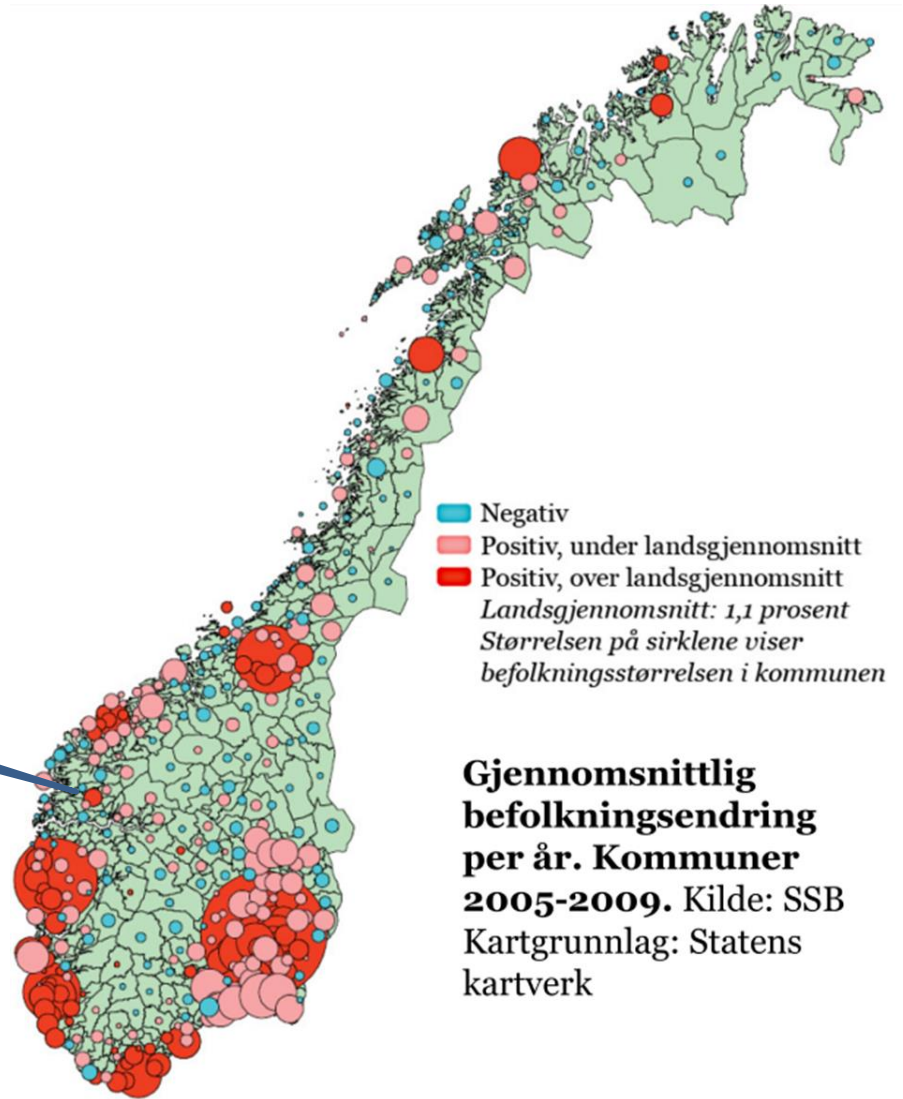 Negativ
Positiv, under landsgjennomsnitt
Positiv, over landsgjennomsnitt
Landsgjennomsnitt: 1,1 prosent
Størrelsen på sirklene viser
befolkningsstørrelsen i kommunen
Gjennomsnittlig
befolkningsendring
per år. Kommuner
2005-2009. Kilde: SSB
Kartgrunnlag: Statens
kartverk